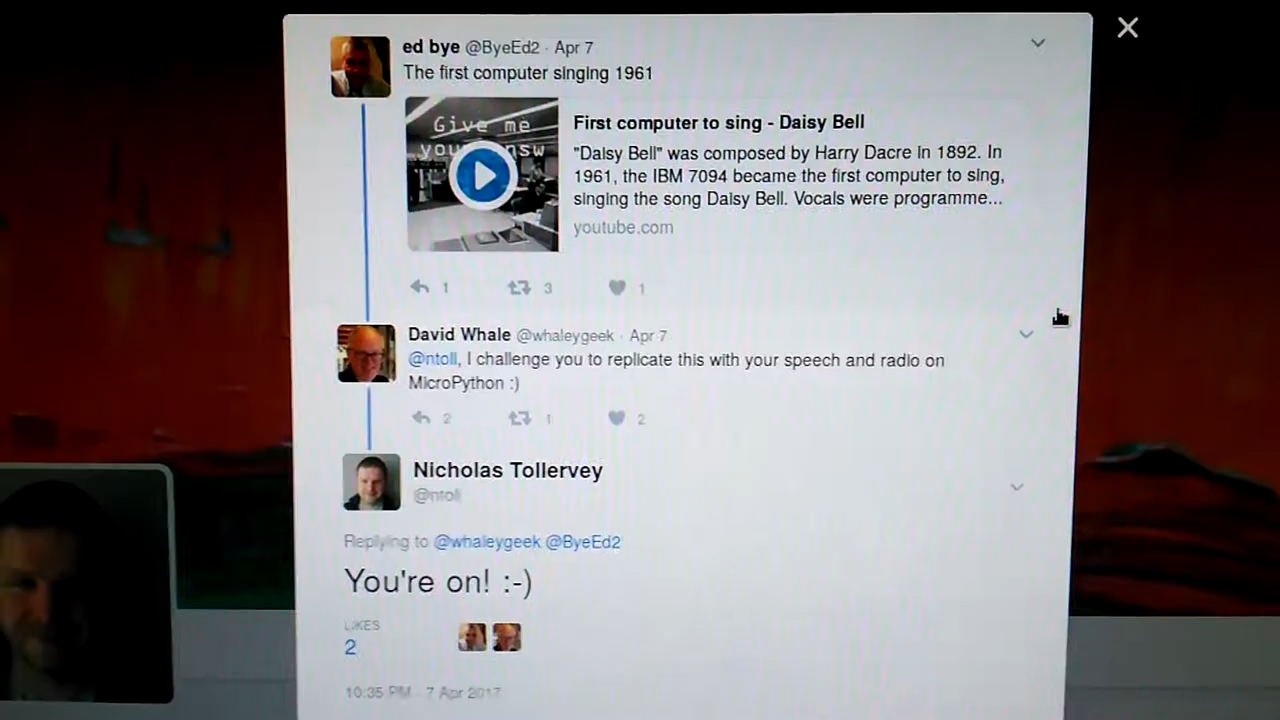 ed bye @ByeEd2 · Apr 7
The first computer singing 1961
Give me
First computer to sing - Daisy Bell
"Daisy Bell" was composed by Harry Dacre in 1892. In
1961, the IBM 7094 became the first computer to sing,
singing the song Daisy Bell. Vocals were programme...
youtube.com
1 3 1
David Whale @whaleygeek · Apr 7
@ntoll, I challenge you to replicate this with your speech and radio on
MicroPython :)
2 1 2
Nicholas Tollervey
@ntoll
Replying to @whaleygeek @ByeEd2
You're on! :-)
LIKES
2
10:35 PM - 7 Apr 2017